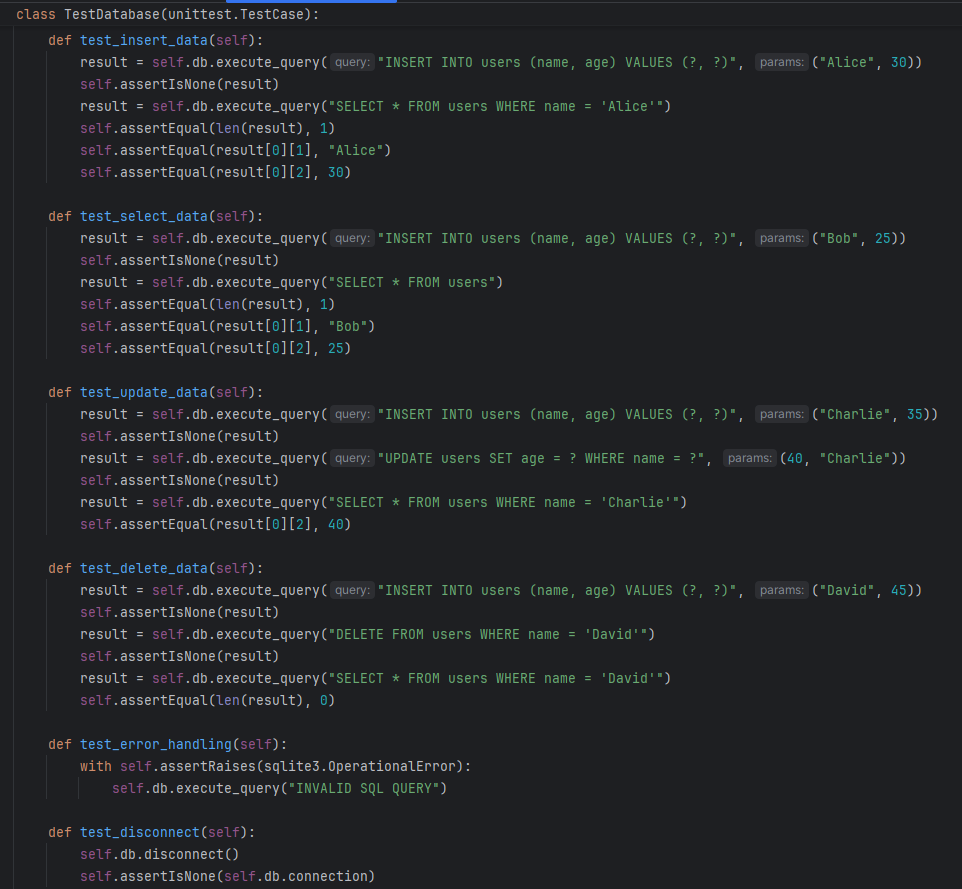 class TestDatabase(unittest.TestCase):
    def test_insert_data(self):
        result = self.db.execute_query( query: "INSERT INTO users (name, age) VALUES (?, ?)", params: ("Alice", 30))
        self.assertIsNone(result)
        result = self.db.execute_query("SELECT * FROM users WHERE name = 'Alice'")
        self.assertEqual(len(result), 1)
        self.assertEqual(result[0][1], "Alice")
        self.assertEqual(result[0][2], 30)

    def test_select_data(self):
        result = self.db.execute_query( query: "INSERT INTO users (name, age) VALUES (?, ?)", params: ("Bob", 25))
        self.assertIsNone(result)
        result = self.db.execute_query("SELECT * FROM users")
        self.assertEqual(len(result), 1)
        self.assertEqual(result[0][1], "Bob")
        self.assertEqual(result[0][2], 25)

    def test_update_data(self):
        result = self.db.execute_query( query: "INSERT INTO users (name, age) VALUES (?, ?)", params: ("Charlie", 35))
        self.assertIsNone(result)
        result = self.db.execute_query( query: "UPDATE users SET age = ? WHERE name = ?", params: (40, "Charlie"))
        self.assertIsNone(result)
        result = self.db.execute_query("SELECT * FROM users WHERE name = 'Charlie'")
        self.assertEqual(result[0][2], 40)

    def test_delete_data(self):
        result = self.db.execute_query( query: "INSERT INTO users (name, age) VALUES (?, ?)", params: ("David", 45))
        self.assertIsNone(result)
        result = self.db.execute_query("DELETE FROM users WHERE name = 'David'")
        self.assertIsNone(result)
        result = self.db.execute_query("SELECT * FROM users WHERE name = 'David'")
        self.assertEqual(len(result), 0)

    def test_error_handling(self):
        with self.assertRaises(sqlite3.OperationalError):
            self.db.execute_query("INVALID SQL QUERY")

    def test_disconnect(self):
        self.db.disconnect()
        self.assertIsNone(self.db.connection)